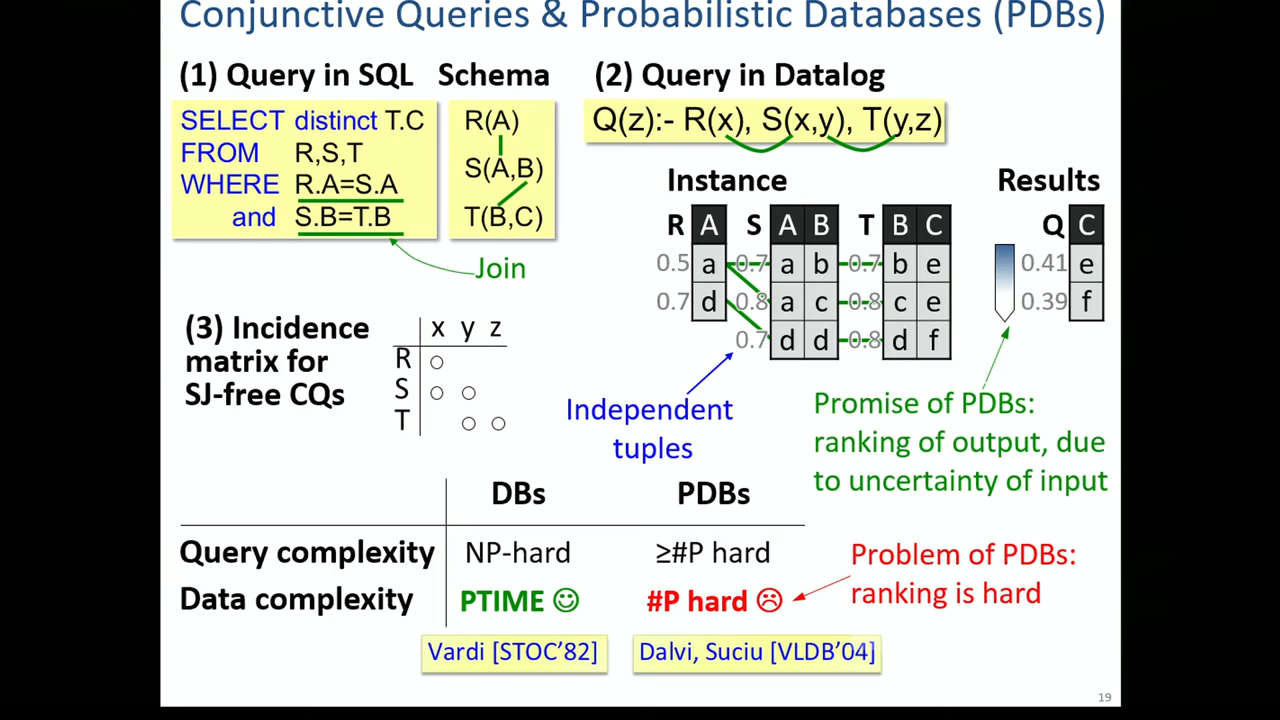 Conjunctive Queries & Probabilistic Databases (PDBs)
(1) Query in SQL
SELECT distinct T.C
FROM R,S,T
WHERE R.A=S.A
and S.B=T.B
Join
Schema
R(A)
S(A,B)
T(B,C)
(2) Query in Datalog
Q(z):- R(x), S(x,y), T(y,z)
Instance
R A S A B T B C
0.5 a 0.7 a b 0.7 b e
0.7 d 0.8 a c 0.8 c e
0.7 d d 0.8 d f
Results
Q C
0.41 e
0.39 f
(3) Incidence
matrix for
SJ-free CQs
x y z
R ○
S ○ ○
T ○ ○
Independent
tuples
Promise of PDBs:
ranking of output, due
to uncertainty of input
DBs PDBs
Query complexity NP-hard ≥#P hard
Data complexity PTIME ☺ #P hard ☹
Problem of PDBs:
ranking is hard
Vardi [STOC'82] Dalvi, Suciu [VLDB'04]
19